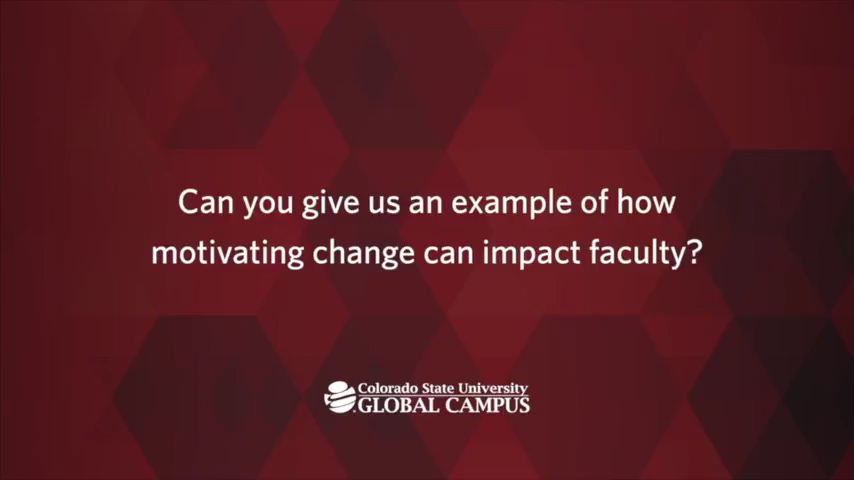 Can you give us an example of how
motivating change can impact faculty?
Colorado State University
GLOBAL CAMPUS